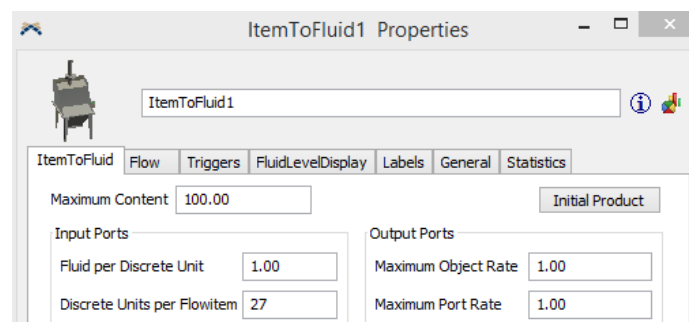 ItemToFluid1 Properties
ItemToFluid1
ItemToFluid Flow Triggers FluidLevelDisplay Labels General Statistics
Maximum Content 100.00 Initial Product
Input Ports Output Ports
Fluid per Discrete Unit 1.00 Maximum Object Rate 1.00
Discrete Units per Flowitem 27 Maximum Port Rate 1.00